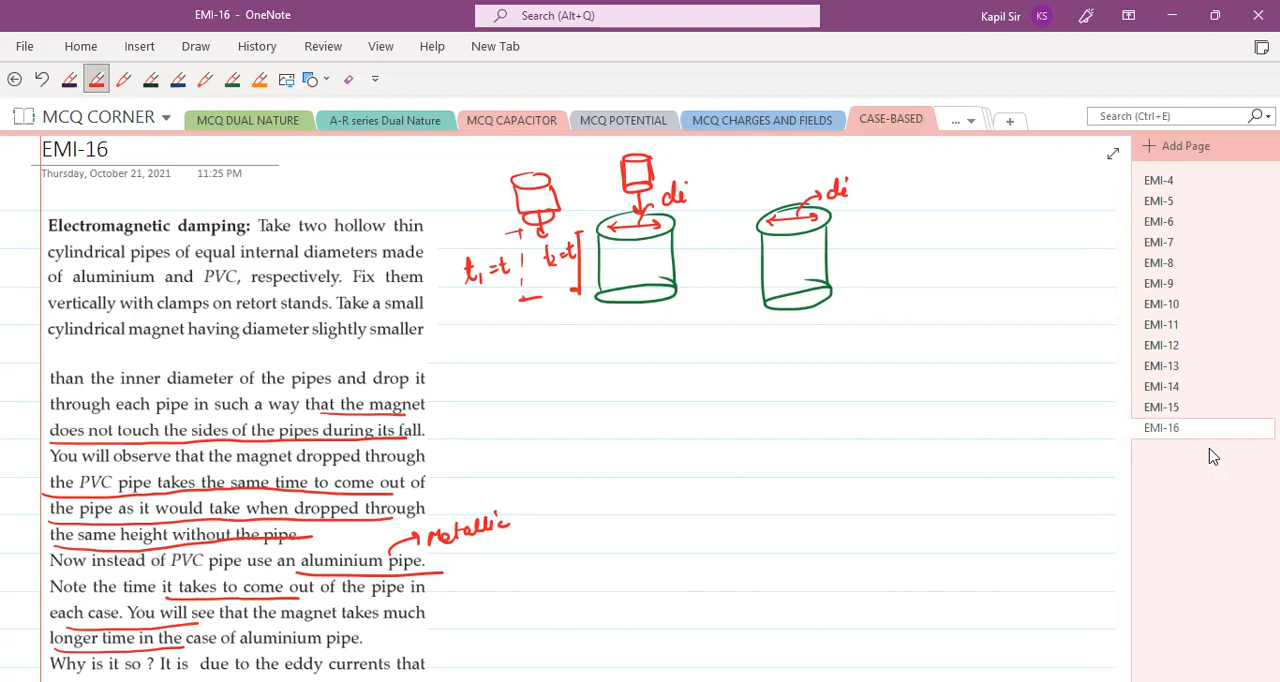 EMI-16 - OneNote
Search (Alt+Q)
Kapil Sir
KS
File Home Insert Draw History Review View Help New Tab
MCQ CORNER
MCQ DUAL NATURE
A-R series Dual Nature
MCQ CAPACITOR
MCQ POTENTIAL
MCQ CHARGES AND FIELDS
CASE-BASED
...
Search (Ctrl+E)
EMI-16
Thursday, October 21, 2021 11:25 PM
Electromagnetic damping: Take two hollow thin
cylindrical pipes of equal internal diameters made
of aluminium and PVC, respectively. Fix them
vertically with clamps on retort stands. Take a small
cylindrical magnet having diameter slightly smaller
than the inner diameter of the pipes and drop it
through each pipe in such a way that the magnet
does not touch the sides of the pipes during its fall.
You will observe that the magnet dropped through
the PVC pipe takes the same time to come out of
the pipe as it would take when dropped through
the same height without the pipe.
Now instead of PVC pipe use an aluminium pipe.
Note the time it takes to come out of the pipe in
each case. You will see that the magnet takes much
longer time in the case of aluminium pipe.
Why is it so ? It is due to the eddy currents that
Metallic
t₁=t
t₂=t
di
di
Add Page
EMI-4
EMI-5
EMI-6
EMI-7
EMI-8
EMI-9
EMI-10
EMI-11
EMI-12
EMI-13
EMI-14
EMI-15
EMI-16